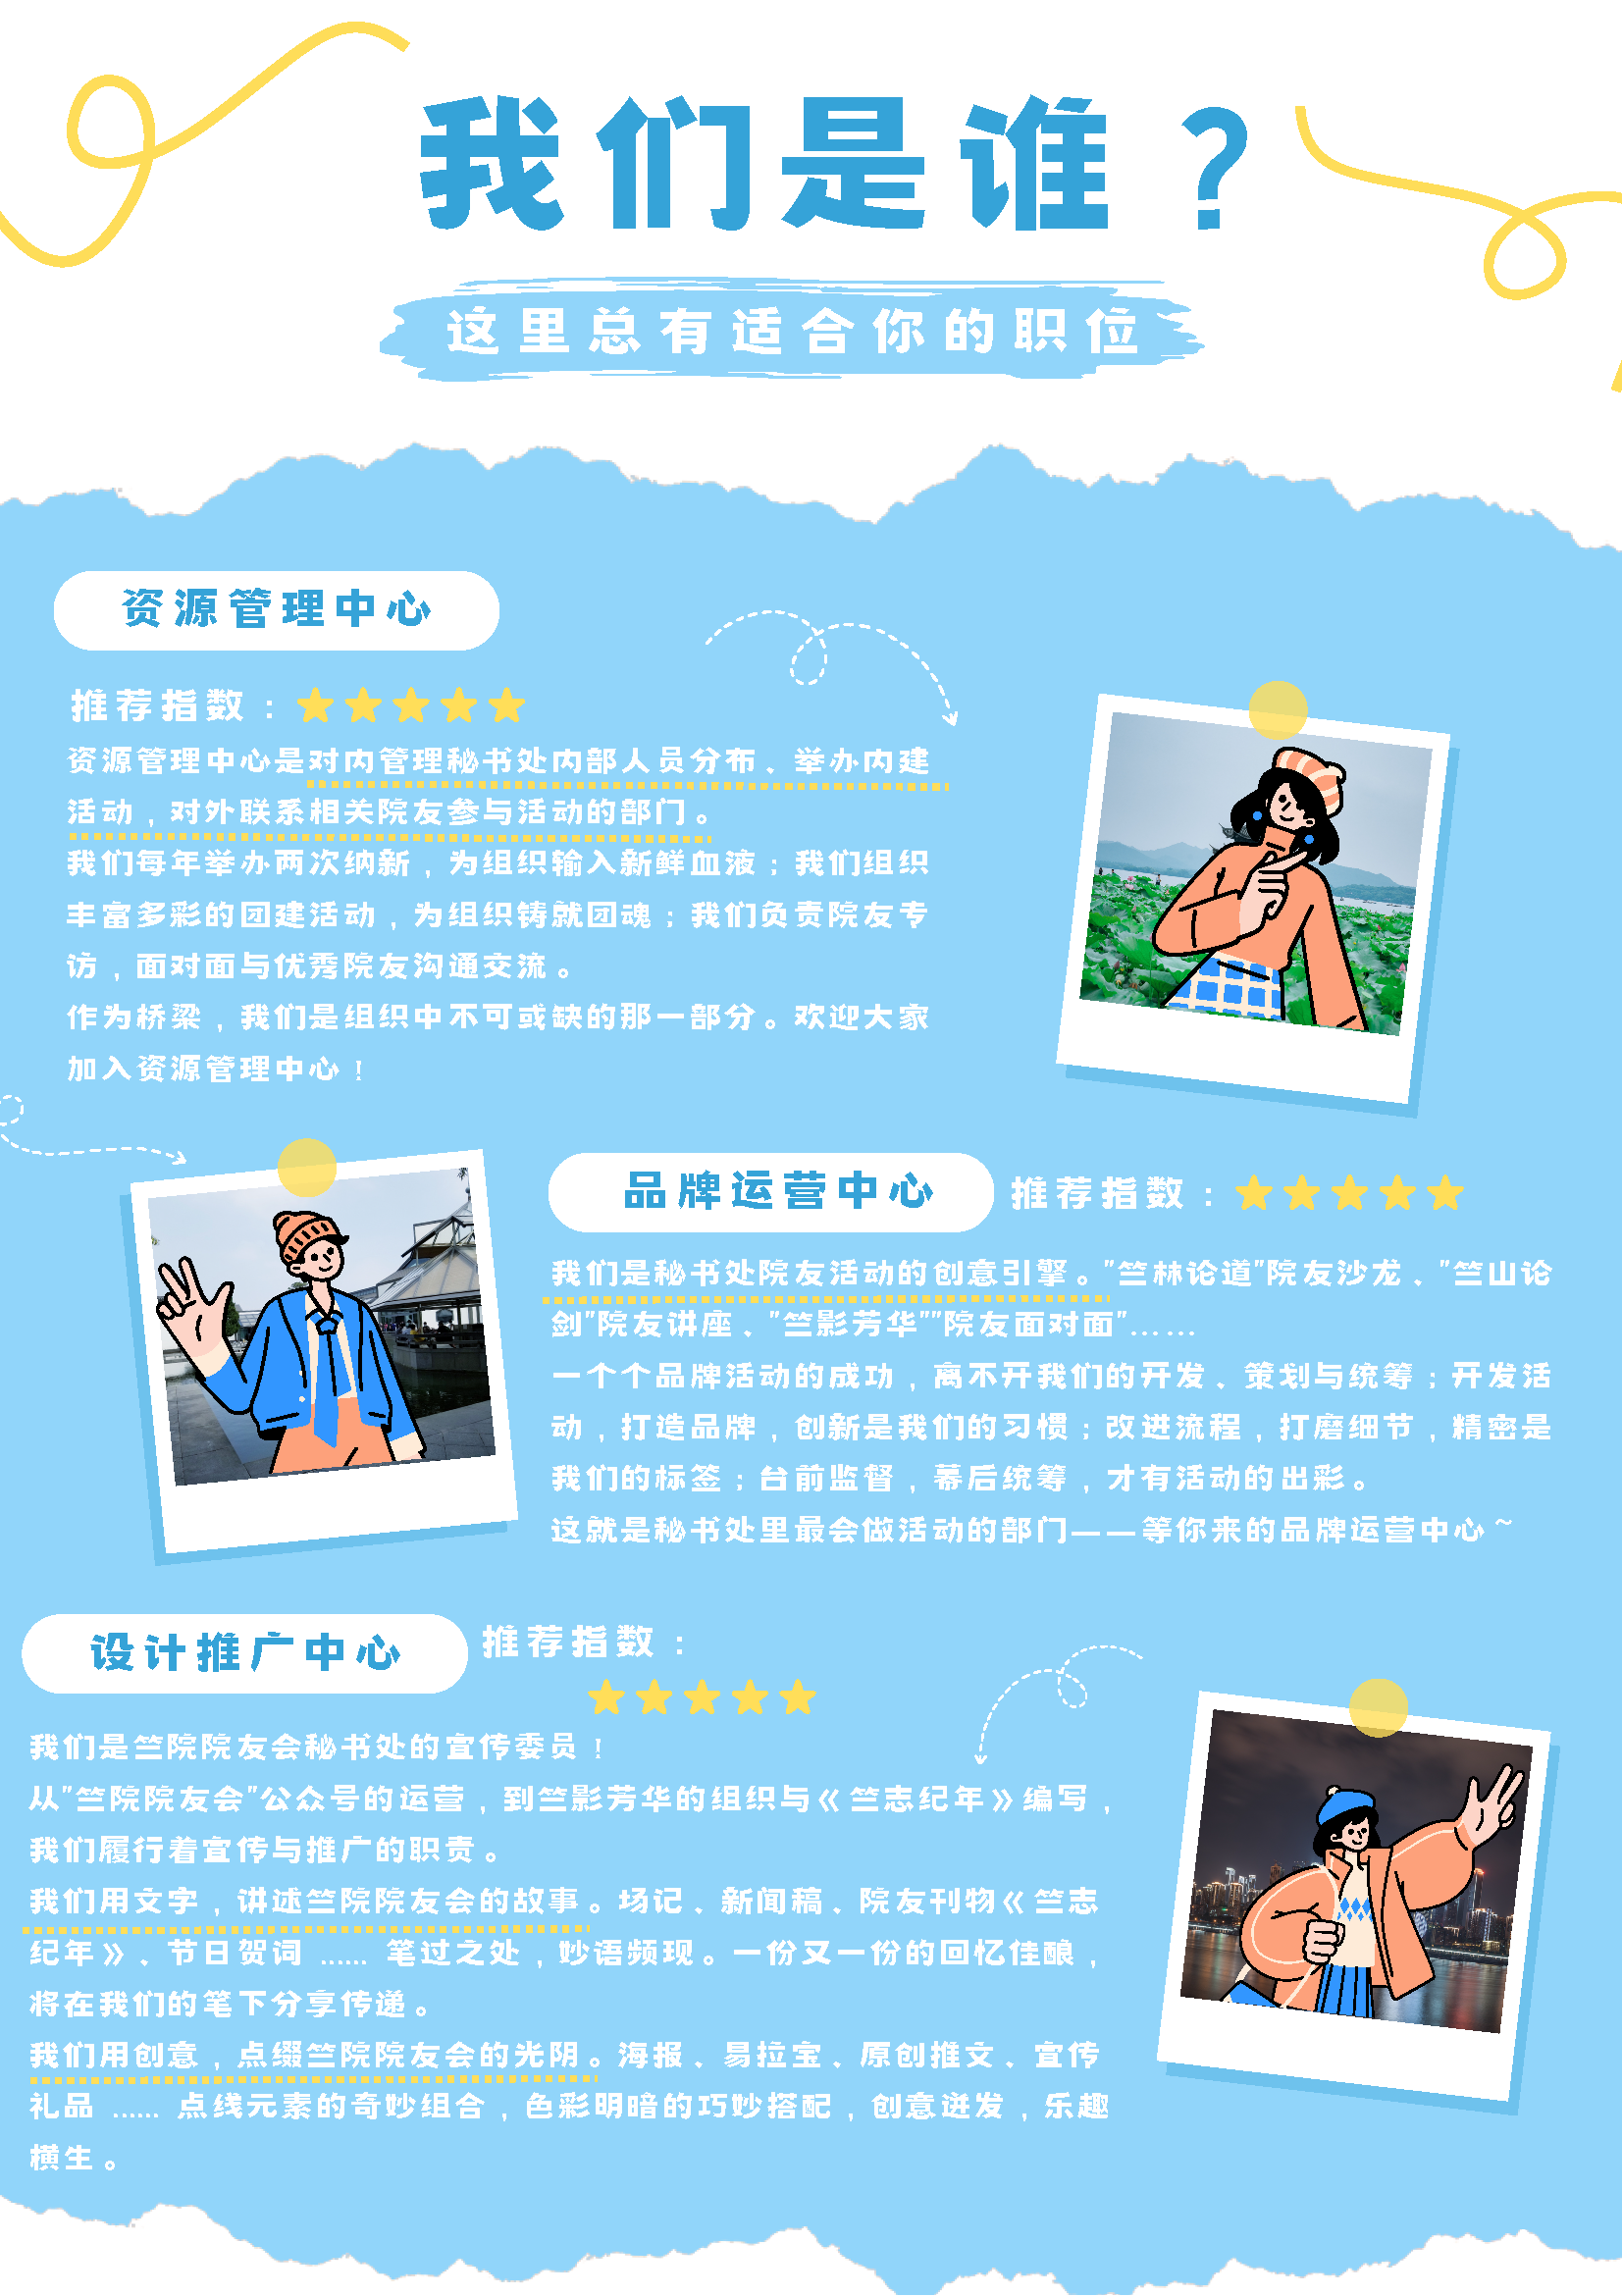 我们是谁？
这里总有适合你的职位
资源管理中心
推荐指数：
资源管理中心是对内管理秘书处内部人员分布、举办内建
活动，对外联系相关院友参与活动的部门。
我们每年举办两次纳新，为组织输入新鲜血液；我们组织
丰富多彩的团建活动，为组织铸就团魂；我们负责院友专
访，面对面与优秀院友沟通交流。
作为桥梁，我们是组织中不可或缺的那一部分。欢迎大家
加入资源管理中心！
品牌运营中心
推荐指数：
我们是秘书处院友活动的创意引擎。"竺林论道"院友沙龙、"竺山论
剑"院友讲座、"竺影芳华""院友面对面"……
一个个品牌活动的成功，离不开我们的开发、策划与统筹；开发活
动，打造品牌，创新是我们的习惯；改进流程，打磨细节，精密是
我们的标签；台前监督，幕后统筹，才有活动的出彩。
这就是秘书处里最会做活动的部门——等你来的品牌运营中心~
设计推广中心
推荐指数：
我们是竺院院友会秘书处的宣传委员！
从"竺院院友会"公众号的运营，到竺影芳华的组织与《竺志纪年》编写，
我们履行着宣传与推广的职责。
我们用文字，讲述竺院院友会的故事。场记、新闻稿、院友刊物《竺志
纪年》、节日贺词 ...... 笔过之处，妙语频现。一份又一份的回忆佳酿，
将在我们的笔下分享传递。
我们用创意，点缀竺院院友会的光阴。海报、易拉宝、原创推文、宣传
礼品 ...... 点线元素的奇妙组合，色彩明暗的巧妙搭配，创意迸发，乐趣
横生。